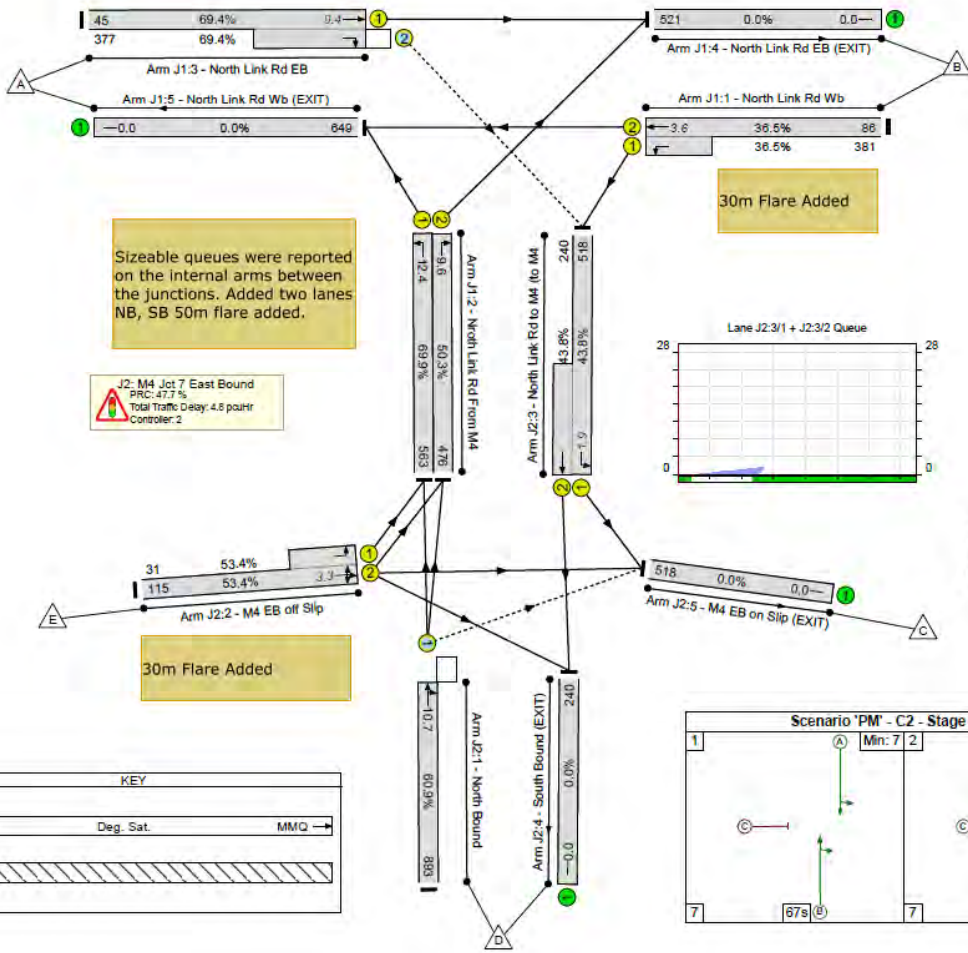 45 69.4% 9.4 1
377 69.4% 2
Arm J1:3 - North Link Rd EB
A
Arm J1:5 - North Link Rd Wb (EXIT)
1 0.0 0.0% 649
521 0.0% 0.0 1
Arm J1:4 - North Link Rd EB (EXIT)
B
Arm J1:1 - North Link Rd Wb
2 3.6 36.5% 86
1 36.5% 381
30m Flare Added
Sizeable queues were reported
on the internal arms between
the junctions. Added two lanes
NB, SB 50m flare added.
J2: M4 Jct 7 East Bound
PRC: 47.7 %
Total Traffic Delay: 4.8 pcuHr
Controller: 2
1 2
12.4 9.6
69.9% 50.3%
563 476
Arm J1:2 - Nroth Link Rd From M4
Arm J2:3 - North Link Rd to M4 (to M4
240 518
43.8% 43.8%
1.9
2 1
Lane J2:3/1 + J2:3/2 Queue
28 28
0 0
31 53.4% 1
115 53.4% 3.3 2
Arm J2:2 - M4 EB off Slip
E
30m Flare Added
518 0.0% 0.0 1
Arm J2:5 - M4 EB on Slip (EXIT)
C
1
10.7 60.9% 893
Arm J2:1 - North Bound
Arm J2:4 - South Bound (EXIT)
240 0.0% 0.0
1
D
KEY
Deg. Sat. MMQ
Scenario 'PM' - C2 - Stage
1 A Min: 7 2
C C
7 67s B 7